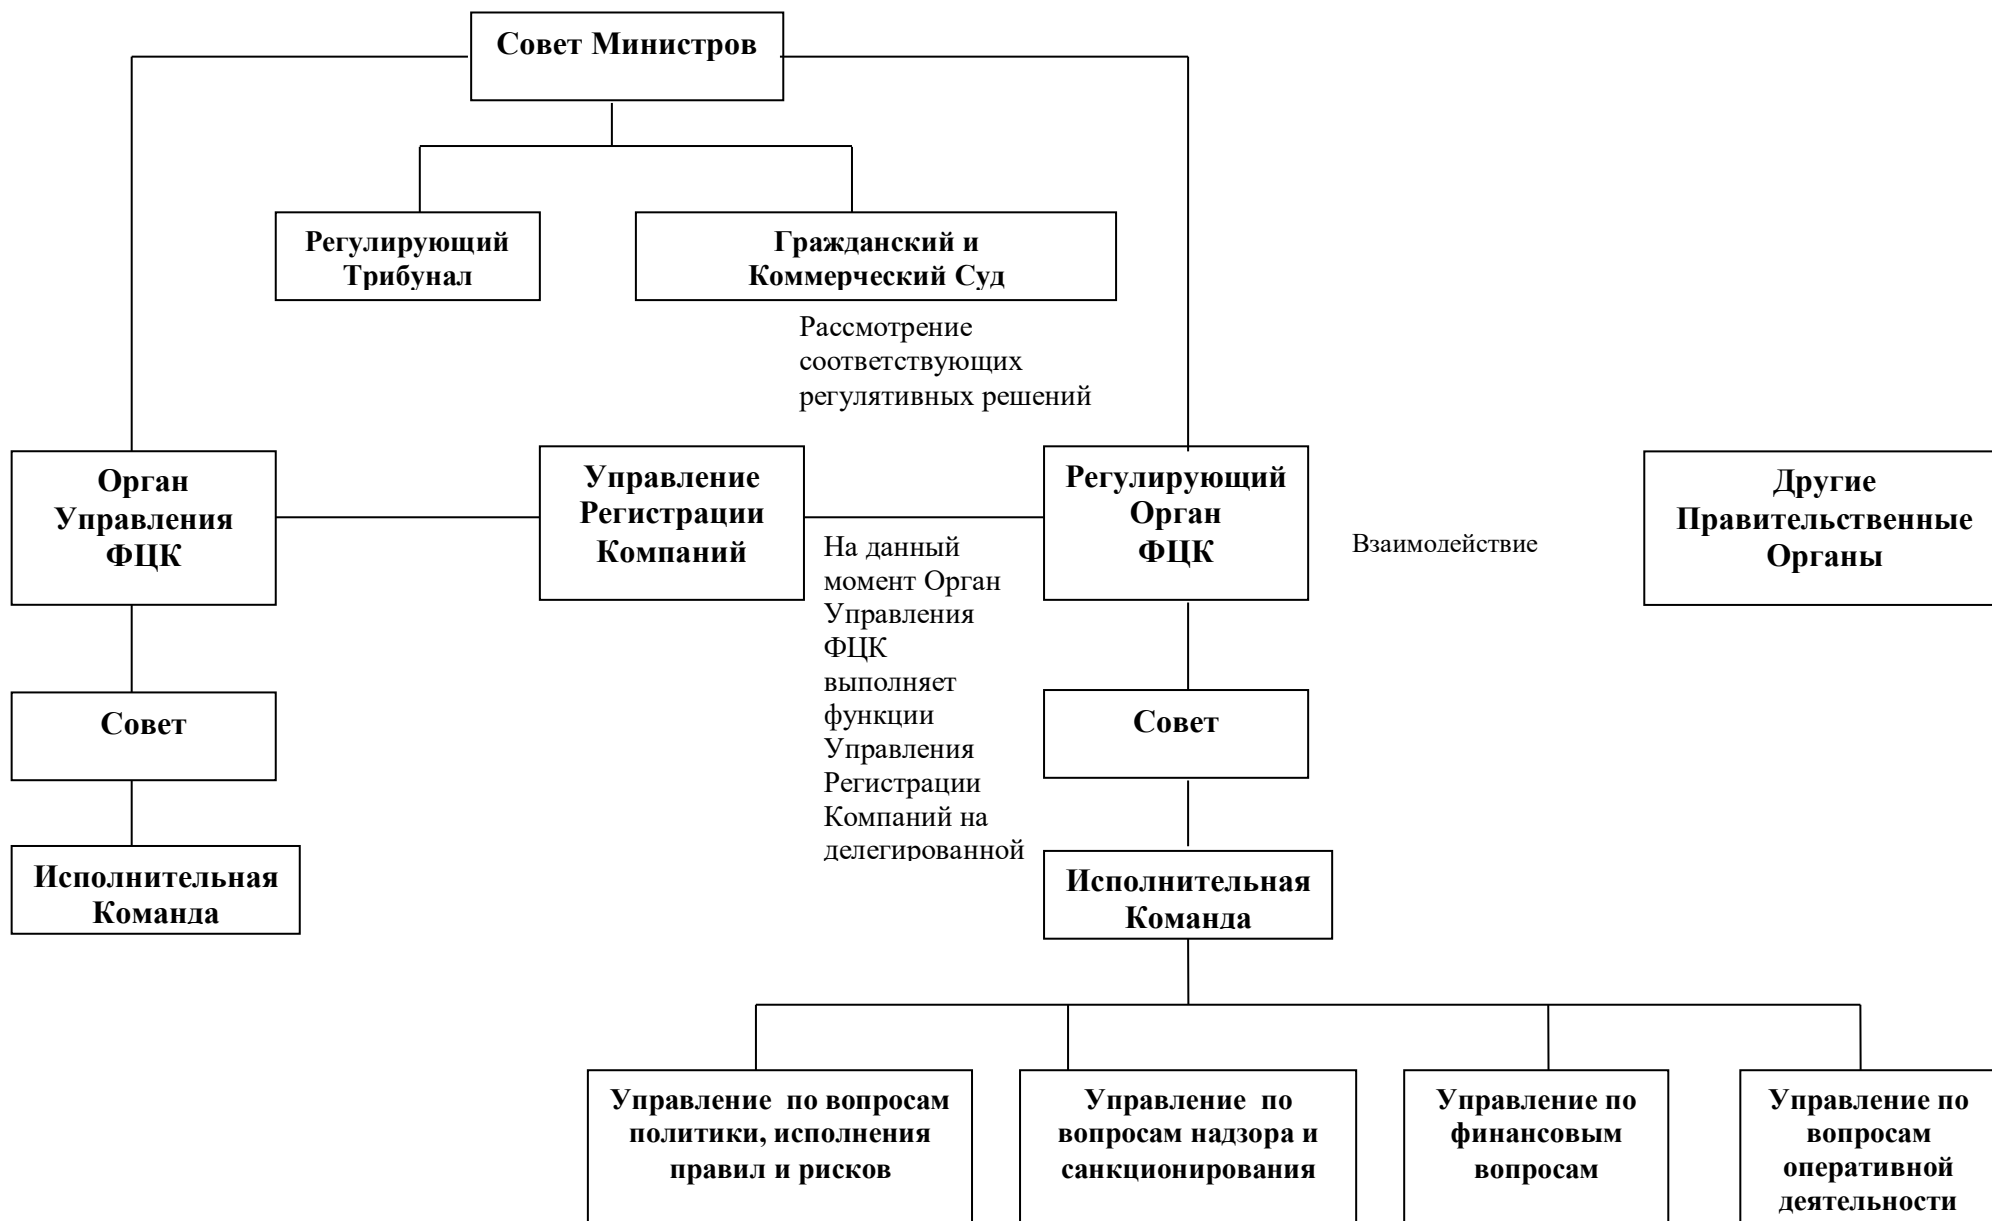 Совет Министров
Регулирующий
Трибунал
Гражданский и
Коммерческий Суд
Рассмотрение
соответствующих
регулятивных решений
Орган
Управления
ФЦК
Управление
Регистрации
Компаний
Регулирующий
Орган
ФЦК
Взаимодействие
Другие
Правительственные
Органы
На данный
момент Орган
Управления
ФЦК
выполняет
функции
Управления
Регистрации
Компаний на
делегированной
Совет
Совет
Исполнительная
Команда
Исполнительная
Команда
Управление по вопросам
политики, исполнения
правил и рисков
Управление по
вопросам надзора и
санкционирования
Управление по
финансовым
вопросам
Управление по
вопросам
оперативной
деятельности